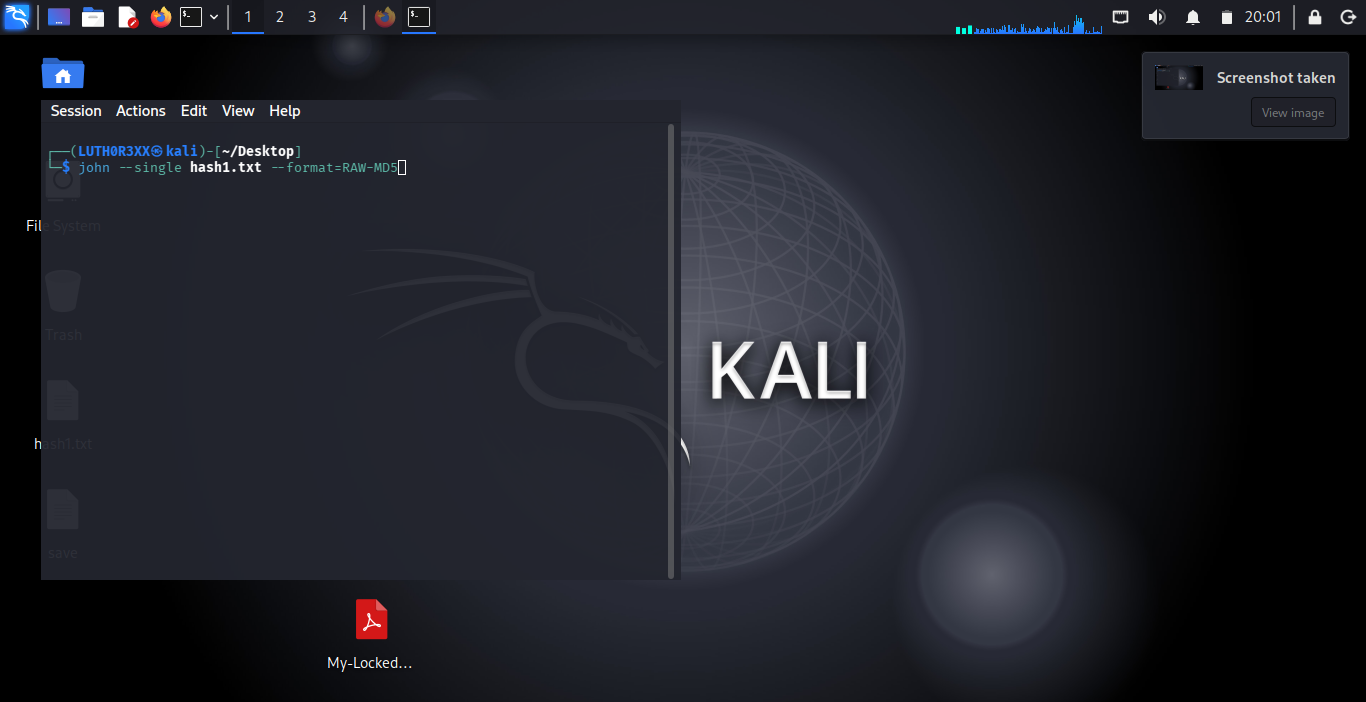 1 2 3 4
20:01
Screenshot taken
View image
Session Actions Edit View Help
┌──(LUTH0R3XX㉿kali)-[~/Desktop]
└─$ john --single hash1.txt --format=RAW-MD5
File System
Trash
hash1.txt
save
KALI
My-Locked...